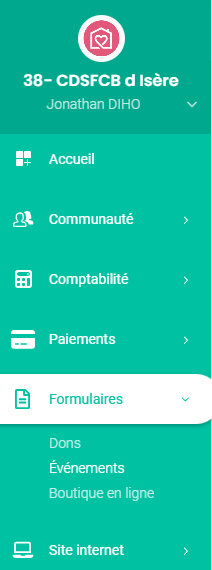 38- CDSFCB d Isère
Jonathan DIHO
Accueil
Communauté
Comptabilité
Paiements
Formulaires
Dons
Événements
Boutique en ligne
Site internet